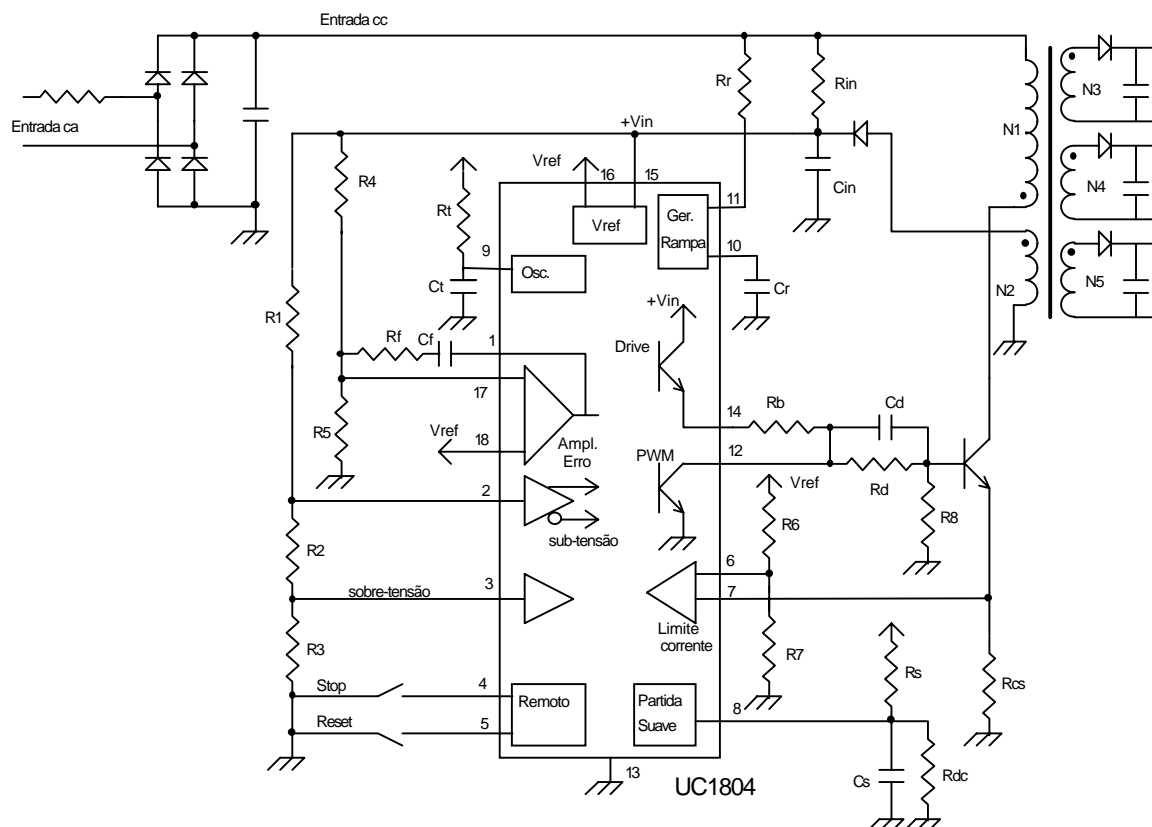 Entrada cc
Rr
Rin
N3
Entrada ca
+Vin
N1
Vref
16
15
Cin
N4
R4
Rt
Vref
Ger.
Rampa
11
10
9
Osc.
Ct
Cr
N2
N5
R1
+Vin
Rf
Cf
1
Drive
17
14
Rb
Cd
R5
Vref
18
Ampl.
Erro
PWM
12
Rd
Vref
2
R6
R8
sub-tensão
R2
6
sobre-tensão
3
7
Limite
corrente
R3
R7
Stop
4
Remoto
Partida
Suave
8
Rs
Rcs
Reset
5
13
UC1804
Cs
Rdc